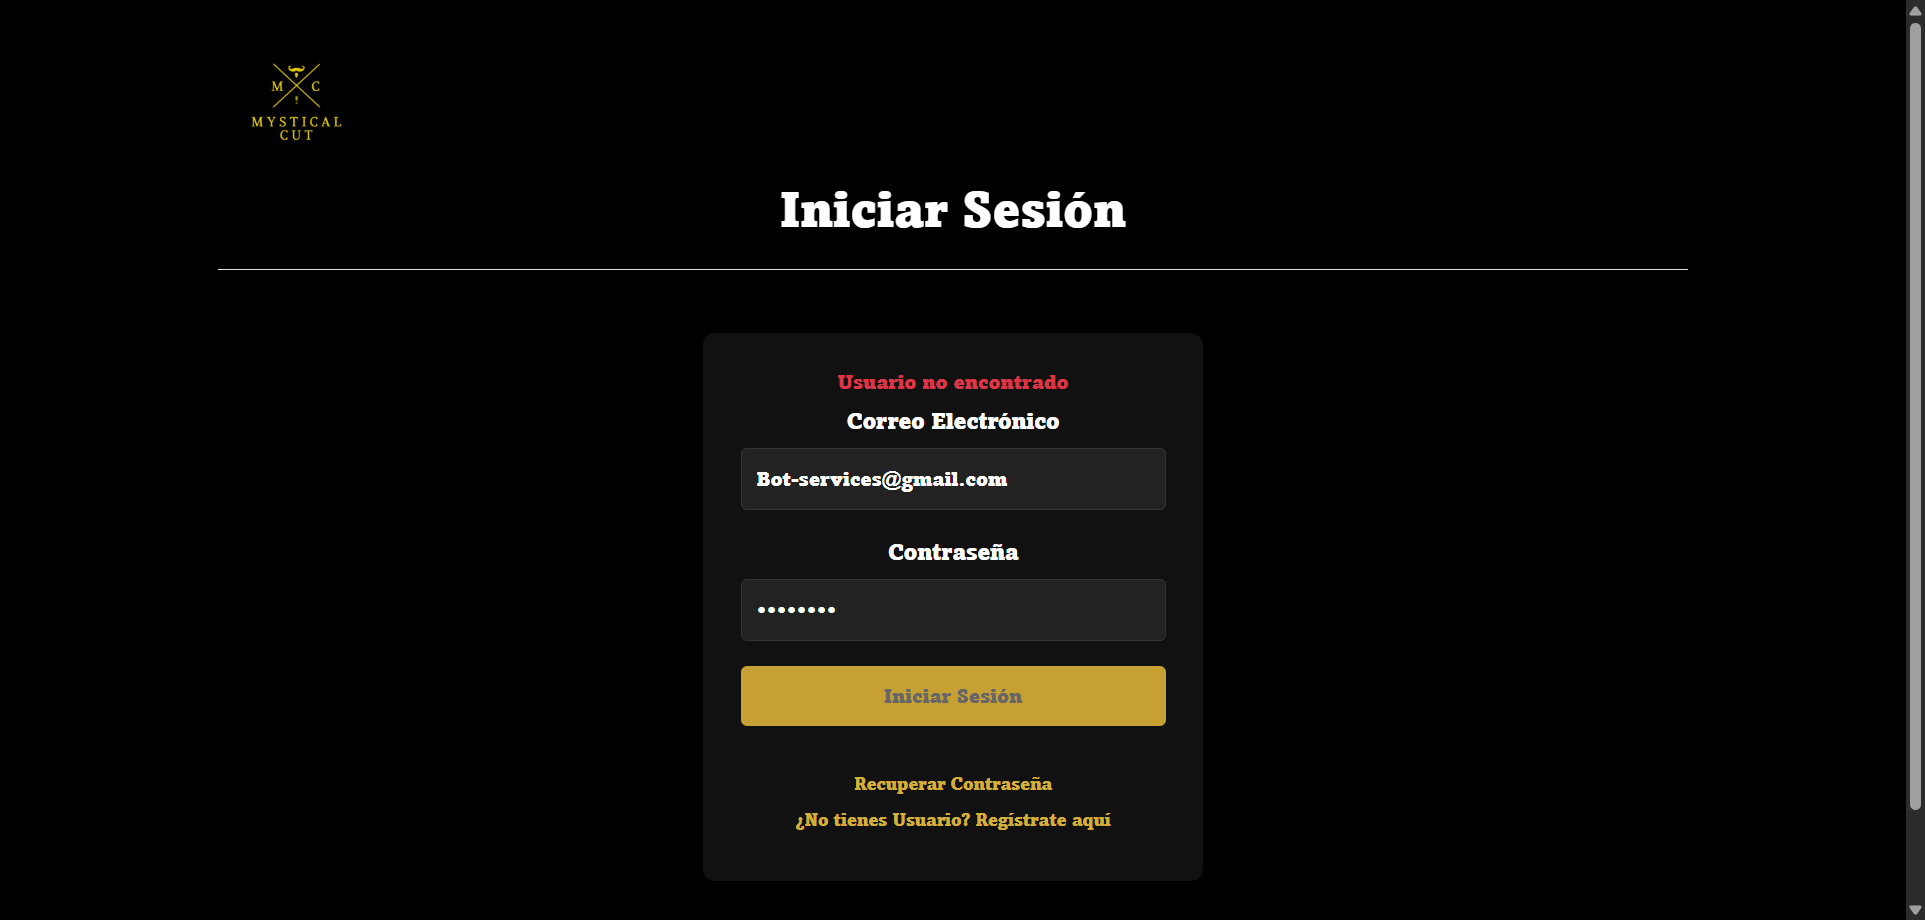 M C
MYSTICAL
CUT
Iniciar Sesión
Usuario no encontrado
Correo Electrónico
Bot-services@gmail.com
Contraseña
••••••••
Iniciar Sesión
Recuperar Contraseña
¿No tienes Usuario? Regístrate aquí